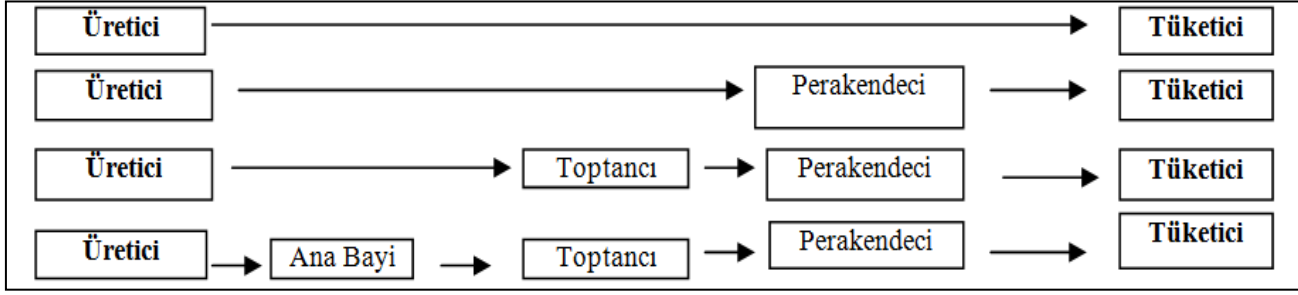 Üretici Tüketici
Üretici Perakendeci Tüketici
Üretici Toptancı Perakendeci Tüketici
Üretici Ana Bayi Toptancı Perakendeci Tüketici